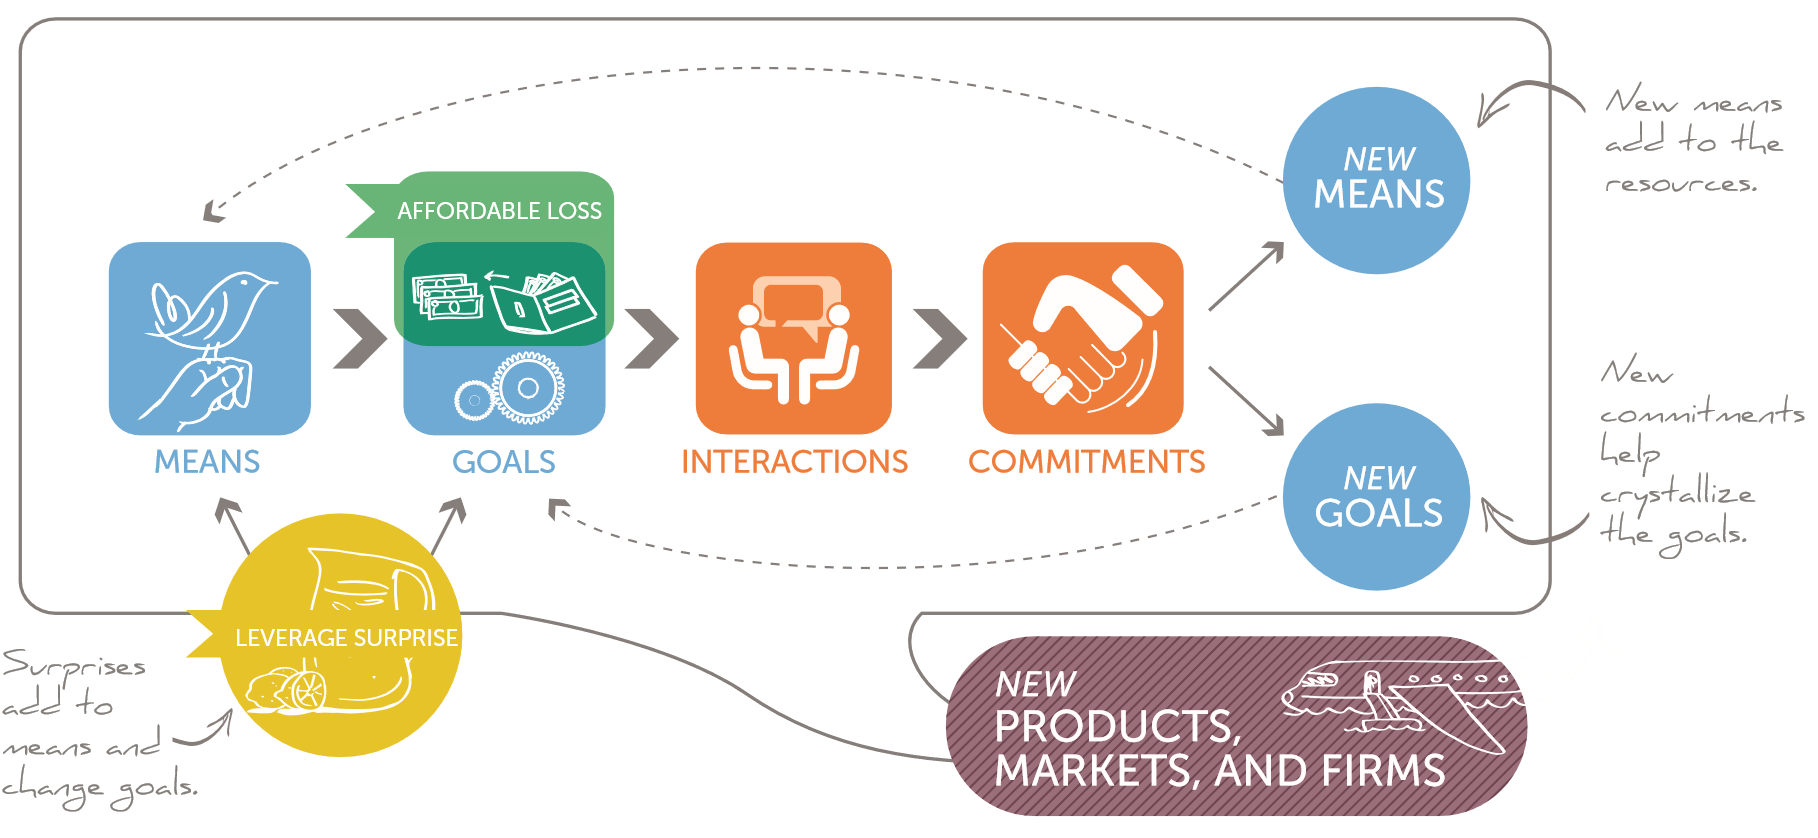 NEW
MEANS
New means
add to the
resources.
AFFORDABLE LOSS
MEANS
GOALS
INTERACTIONS
COMMITMENTS
NEW
GOALS
New
commitments
help
crystallize
the goals.
LEVERAGE SURPRISE
Surprises
add to
means and
change goals.
NEW
PRODUCTS,
MARKETS, AND FIRMS